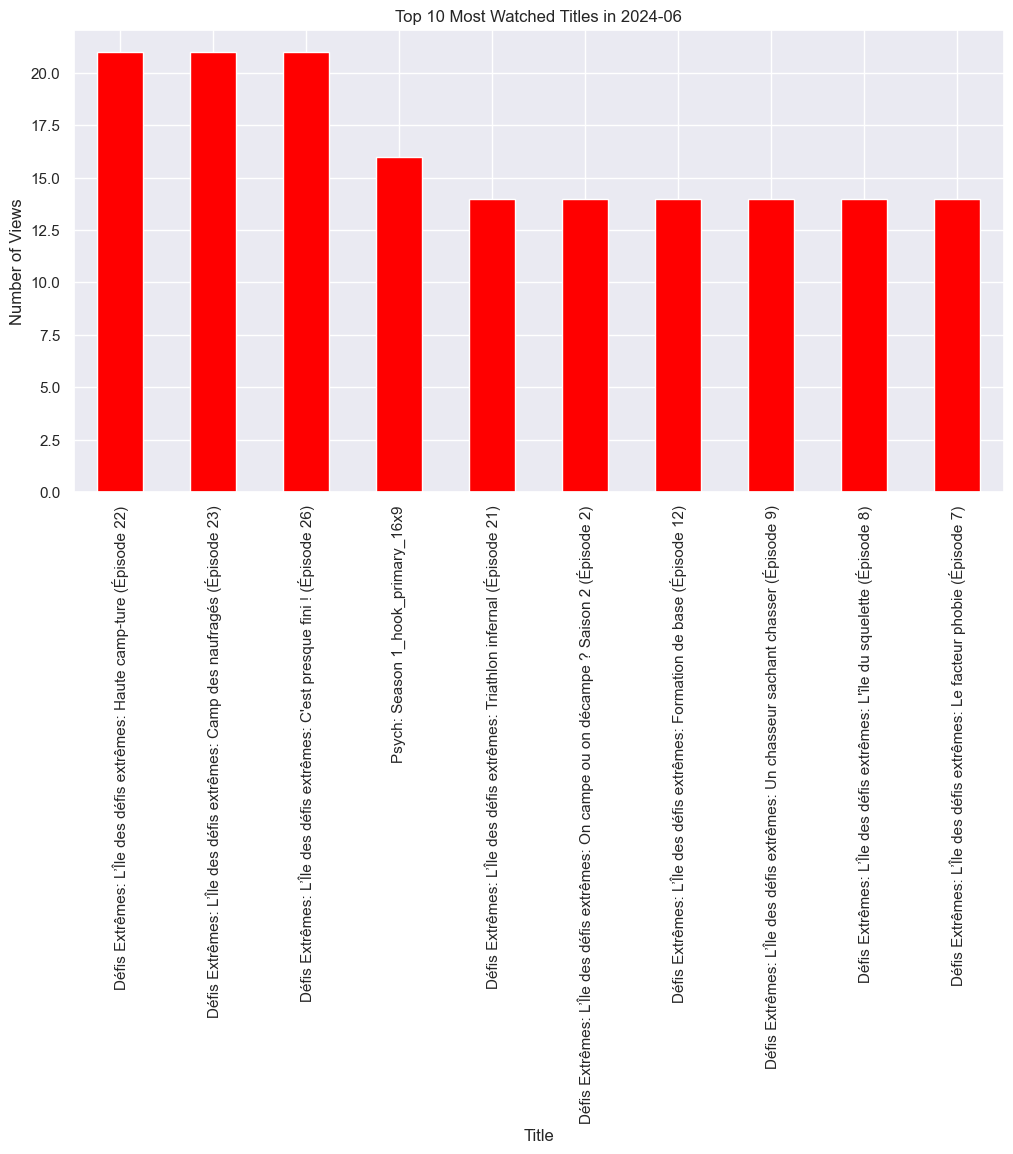 Top 10 Most Watched Titles in 2024-06
Number of Views
20.0
17.5
15.0
12.5
10.0
7.5
5.0
2.5
0.0
Défis Extrêmes: L'Île des défis extrêmes: Haute camp-ture (Épisode 22)
Défis Extrêmes: L'Île des défis extrêmes: Camp des naufragés (Épisode 23)
Défis Extrêmes: L'Île des défis extrêmes: C'est presque fini ! (Épisode 26)
Psych: Season 1_hook_primary_16x9
Défis Extrêmes: L'Île des défis extrêmes: Triathlon infernal (Épisode 21)
Défis Extrêmes: L'Île des défis extrêmes: On campe ou on décampe ? Saison 2 (Épisode 2)
Défis Extrêmes: L'Île des défis extrêmes: Formation de base (Épisode 12)
Défis Extrêmes: L'Île des défis extrêmes: Un chasseur sachant chasser (Épisode 9)
Défis Extrêmes: L'Île des défis extrêmes: L'île du squelette (Épisode 8)
Défis Extrêmes: L'Île des défis extrêmes: Le facteur phobie (Épisode 7)
Title